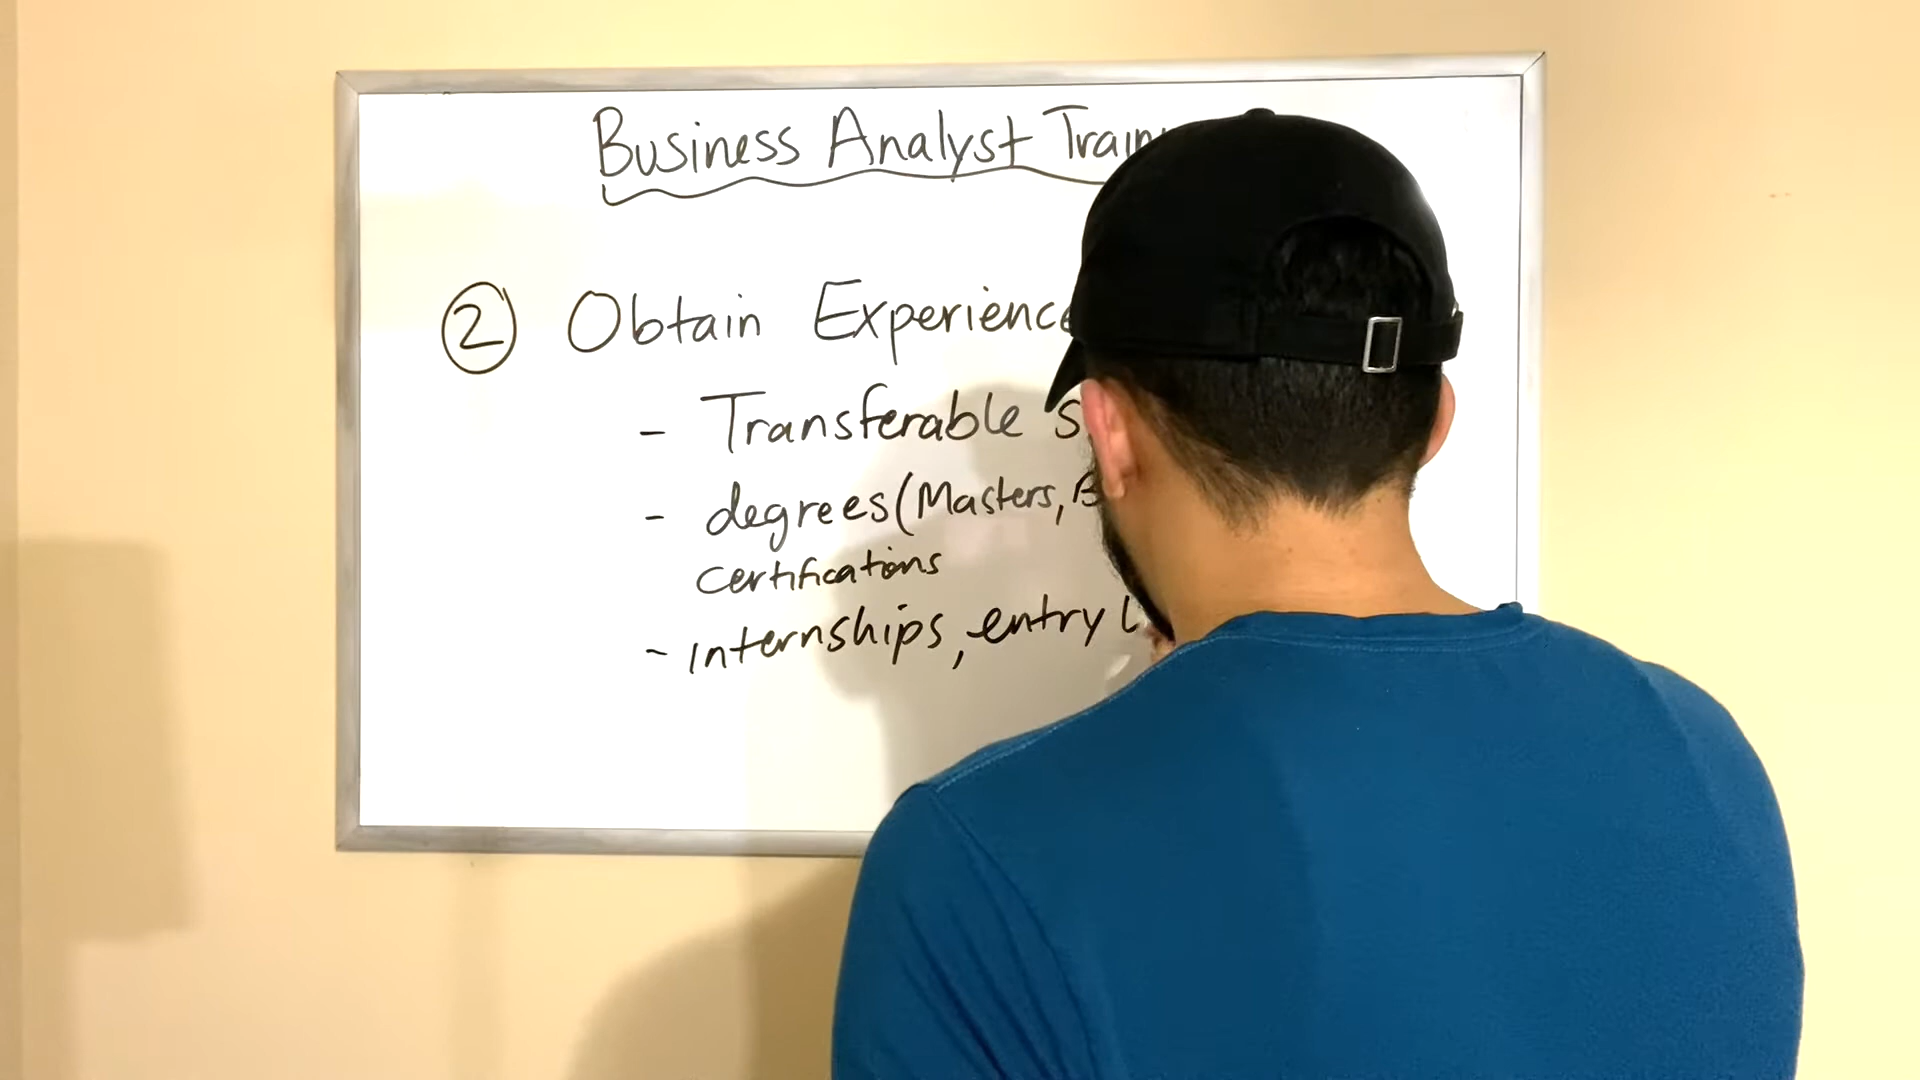 Business Analyst Train
② Obtain Experience
- Transferable s
- degrees (Masters, B
certifications
- internships, entry l